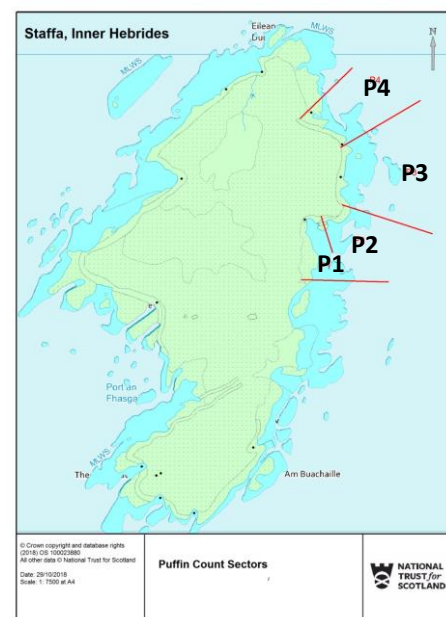 Staffa, Inner Hebrides
Eilean
MLWS
MLWS
N
P4
P3
P2
P1
Port an
Fhasga
MLWS
Am Buachaille
© Crown copyright and database rights
(2018) OS 100023880
All other data © National Trust for Scotland
Date: 29/10/2018
Scale: 1: 7500 at A4
Puffin Count Sectors
NATIONAL
TRUST for
SCOTLAND